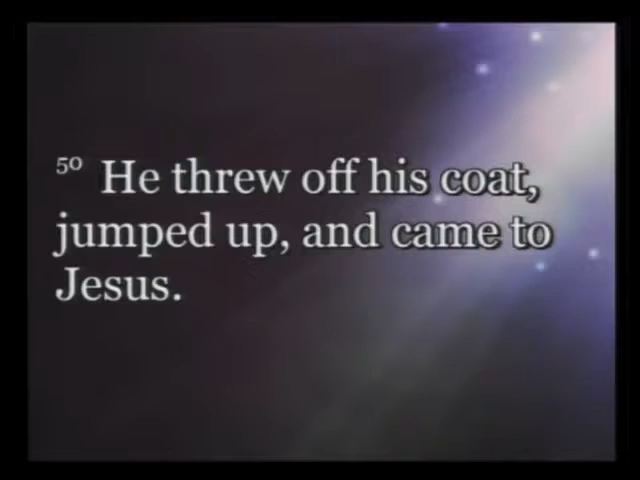 50 He threw off his coat,
jumped up, and came to
Jesus.